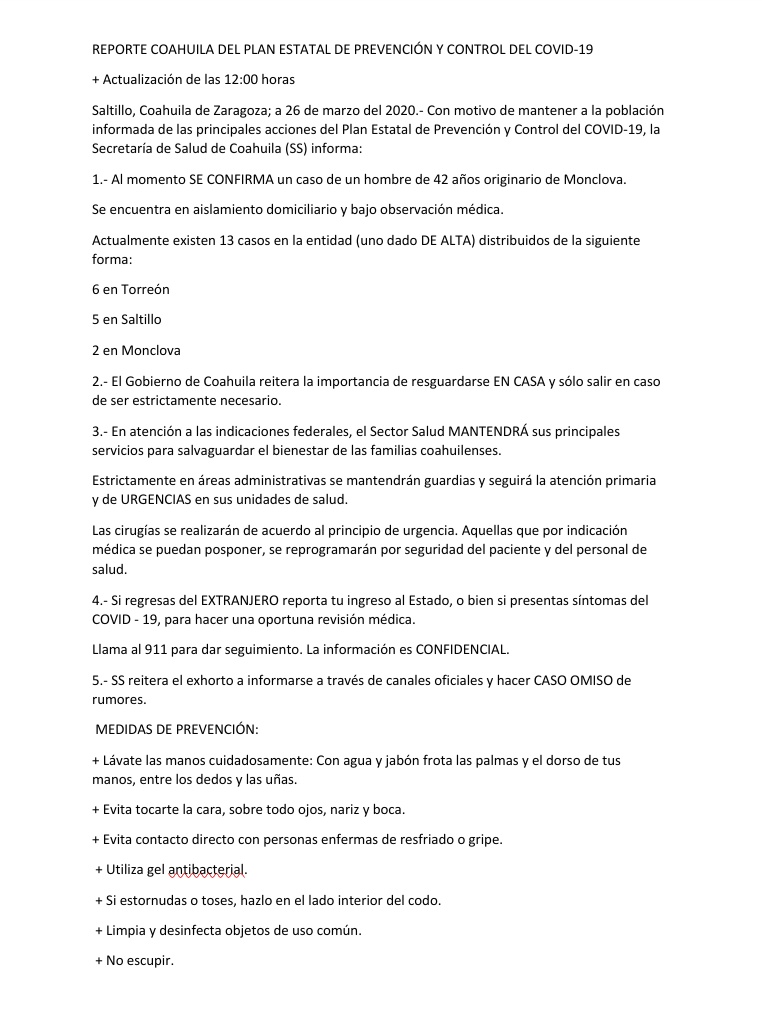 REPORTE COAHUILA DEL PLAN ESTATAL DE PREVENCIÓN Y CONTROL DEL COVID-19
+ Actualización de las 12:00 horas
Saltillo, Coahuila de Zaragoza; a 26 de marzo del 2020.- Con motivo de mantener a la población
informada de las principales acciones del Plan Estatal de Prevención y Control del COVID-19, la
Secretaría de Salud de Coahuila (SS) informa:
1.- Al momento SE CONFIRMA un caso de un hombre de 42 años originario de Monclova.
Se encuentra en aislamiento domiciliario y bajo observación médica.
Actualmente existen 13 casos en la entidad (uno dado DE ALTA) distribuidos de la siguiente
forma:
6 en Torreón
5 en Saltillo
2 en Monclova
2.- El Gobierno de Coahuila reitera la importancia de resguardarse EN CASA y sólo salir en caso
de ser estrictamente necesario.
3.- En atención a las indicaciones federales, el Sector Salud MANTENDRÁ sus principales
servicios para salvaguardar el bienestar de las familias coahuilenses.
Estrictamente en áreas administrativas se mantendrán guardias y seguirá la atención primaria
y de URGENCIAS en sus unidades de salud.
Las cirugías se realizarán de acuerdo al principio de urgencia. Aquellas que por indicación
médica se puedan posponer, se reprogramarán por seguridad del paciente y del personal de
salud.
4.- Si regresas del EXTRANJERO reporta tu ingreso al Estado, o bien si presentas síntomas del
COVID - 19, para hacer una oportuna revisión médica.
Llama al 911 para dar seguimiento. La información es CONFIDENCIAL.
5.- SS reitera el exhorto a informarse a través de canales oficiales y hacer CASO OMISO de
rumores.
MEDIDAS DE PREVENCIÓN:
+ Lávate las manos cuidadosamente: Con agua y jabón frota las palmas y el dorso de tus
manos, entre los dedos y las uñas.
+ Evita tocarte la cara, sobre todo ojos, nariz y boca.
+ Evita contacto directo con personas enfermas de resfriado o gripe.
+ Utiliza gel antibacterial.
+ Si estornudas o toses, hazlo en el lado interior del codo.
+ Limpia y desinfecta objetos de uso común.
+ No escupir.